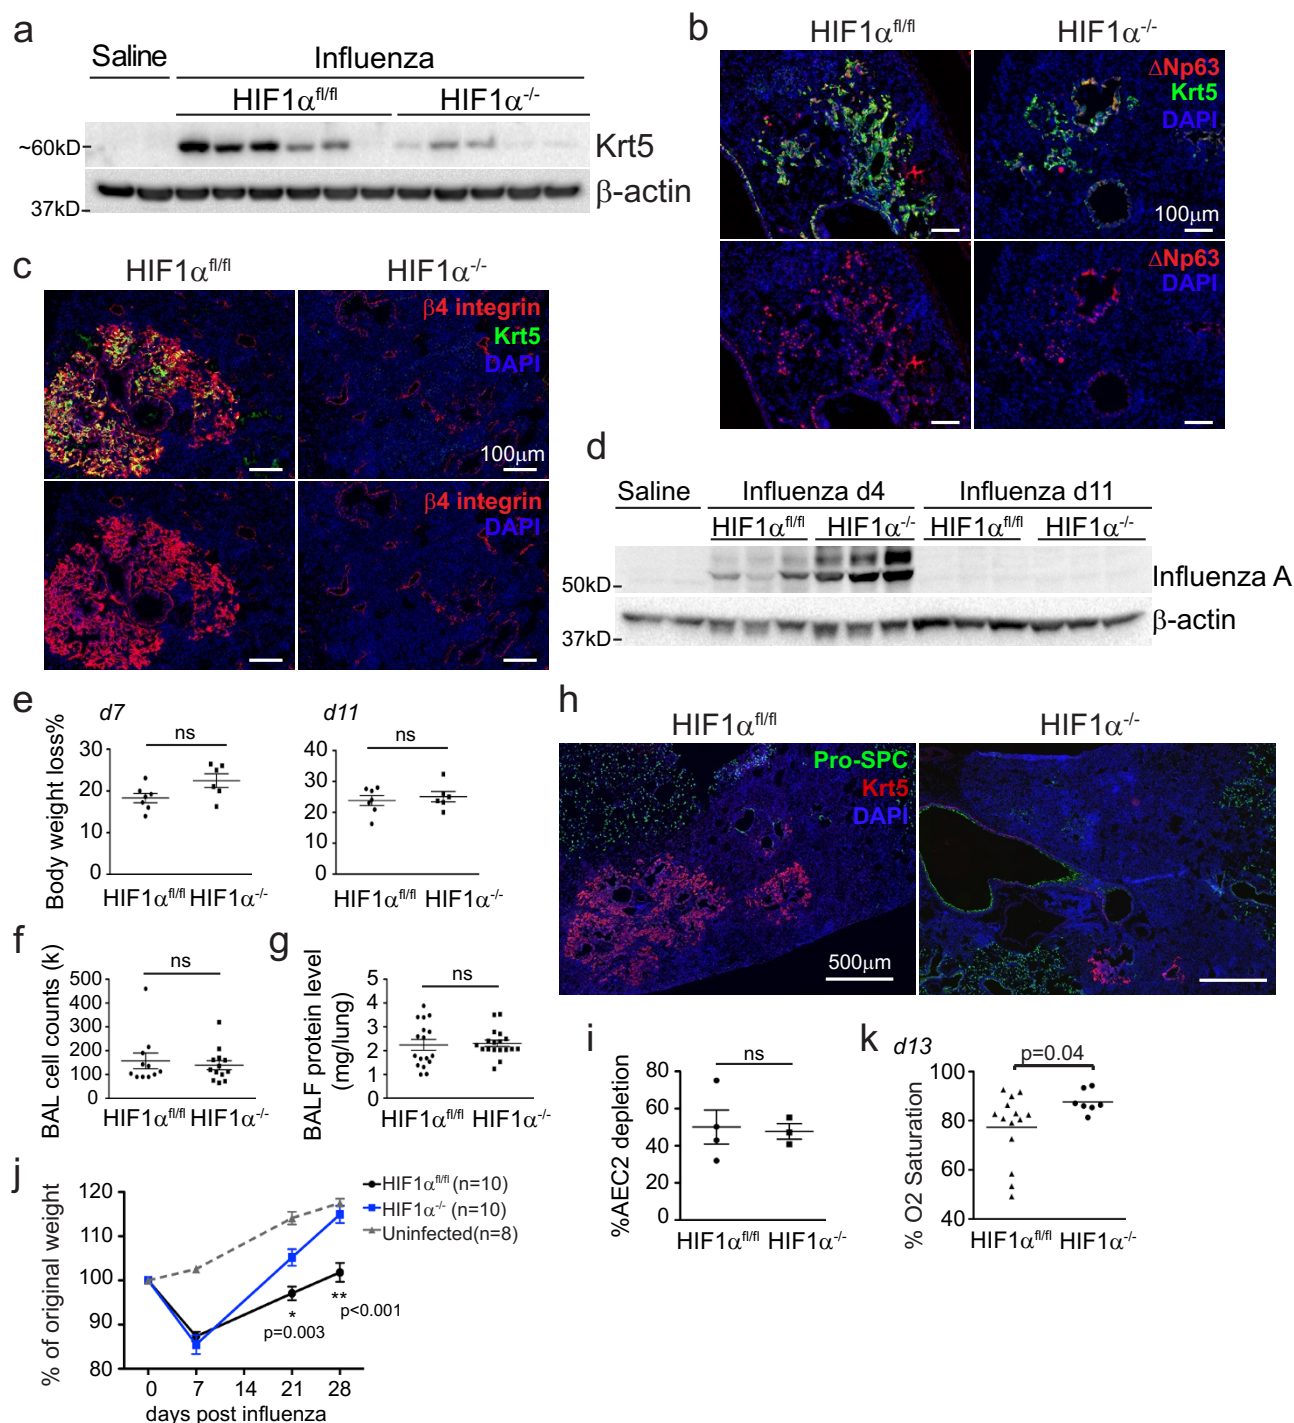 a
Saline Influenza
HIF1α^fl/fl HIF1α^-/-
~60kD Krt5
37kD β-actin
b
HIF1α^fl/fl HIF1α^-/-
ΔNp63
Krt5
DAPI
100μm
ΔNp63
DAPI
c
HIF1α^fl/fl HIF1α^-/-
β4 integrin
Krt5
DAPI
100μm
β4 integrin
DAPI
d
Saline Influenza d4 Influenza d11
HIF1α^fl/fl HIF1α^-/- HIF1α^fl/fl HIF1α^-/-
50kD Influenza A
37kD β-actin
e
d7
Body weight loss%
30
20
10
0
ns
HIF1α^fl/fl HIF1α^-/-
d11
40
30
20
10
0
ns
HIF1α^fl/fl HIF1α^-/-
f
BAL cell counts (k)
500
400
300
200
100
0
ns
HIF1α^fl/fl HIF1α^-/-
g
BALF protein level
(mg/lung)
5
4
3
2
1
0
ns
HIF1α^fl/fl HIF1α^-/-
h
HIF1α^fl/fl HIF1α^-/-
Pro-SPC
Krt5
DAPI
500μm
i
%AEC2 depletion
80
60
40
20
0
ns
HIF1α^fl/fl HIF1α^-/-
j
% of original weight
120
110
100
90
80
HIF1α^fl/fl (n=10)
HIF1α^-/- (n=10)
Uninfected(n=8)
*
p=0.003
**
p<0.001
0 7 14 21 28
days post influenza
k
d13
% O2 Saturation
100
80
60
40
p=0.04
HIF1α^fl/fl HIF1α^-/-